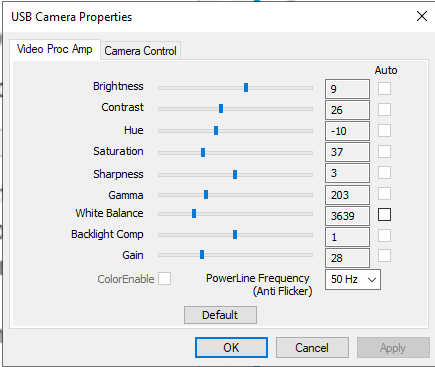 USB Camera Properties
Video Proc Amp Camera Control
Auto
Brightness 9
Contrast 26
Hue -10
Saturation 37
Sharpness 3
Gamma 203
White Balance 3639
Backlight Comp 1
Gain 28
ColorEnable PowerLine Frequency 50 Hz
(Anti Flicker)
Default
OK Cancel Apply